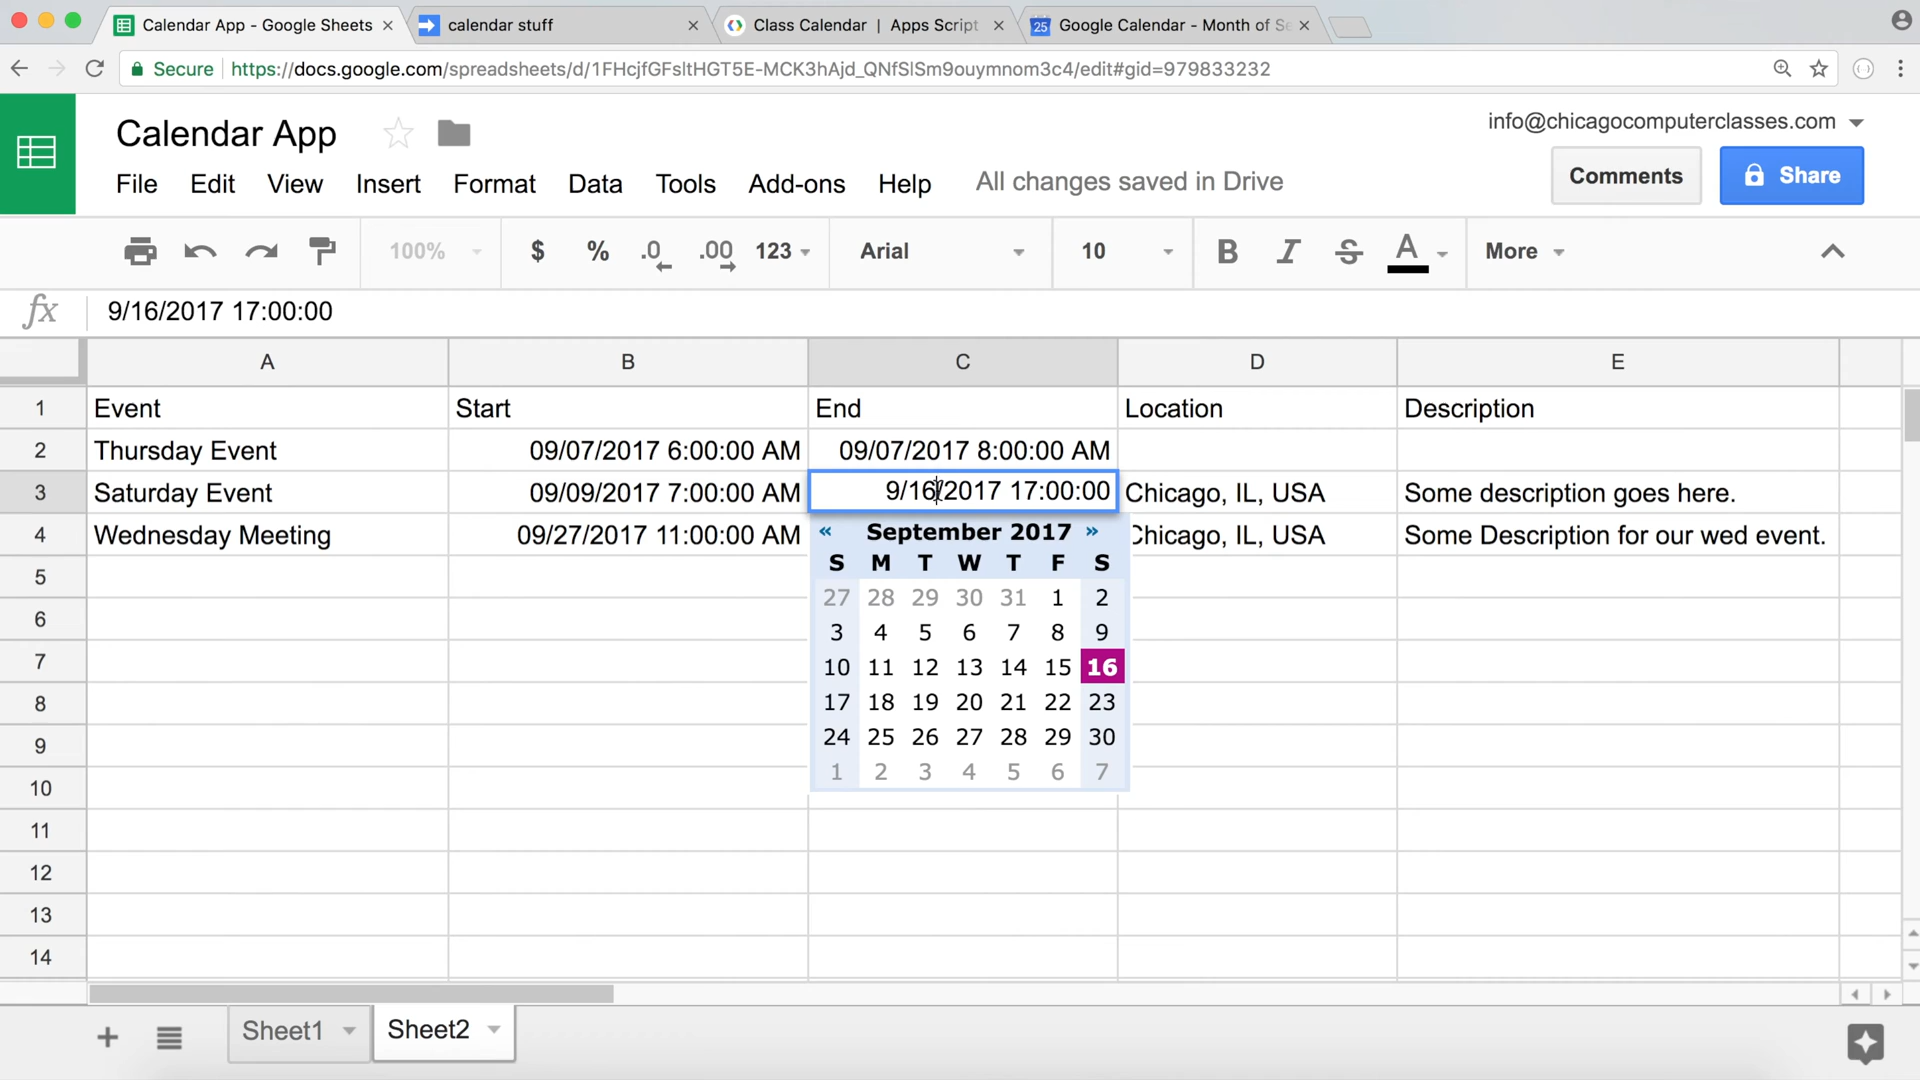 Calendar App - Google Sheets
calendar stuff
Class Calendar | Apps Script
25
Google Calendar - Month of Se
Secure
https://docs.google.com/spreadsheets/d/1FHcjfGFsltHGT5E-MCK3hAjd_QNfSlSm9ouymnom3c4/edit#gid=979833232
Calendar App
info@chicagocomputerclasses.com
File Edit View Insert Format Data Tools Add-ons Help All changes saved in Drive
Comments
Share
100% $ % .0 .00 123 Arial 10 B I S A More
fx 9/16/2017 17:00:00
A B C D E
1 Event Start End Location Description
2 Thursday Event 09/07/2017 6:00:00 AM 09/07/2017 8:00:00 AM
3 Saturday Event 09/09/2017 7:00:00 AM 9/16/2017 17:00:00 Chicago, IL, USA Some description goes here.
4 Wednesday Meeting 09/27/2017 11:00:00 AM Chicago, IL, USA Some Description for our wed event.
« September 2017 »
S M T W T F S
27 28 29 30 31 1 2
3 4 5 6 7 8 9
10 11 12 13 14 15 16
17 18 19 20 21 22 23
24 25 26 27 28 29 30
1 2 3 4 5 6 7
5
6
7
8
9
10
11
12
13
14
Sheet1
Sheet2